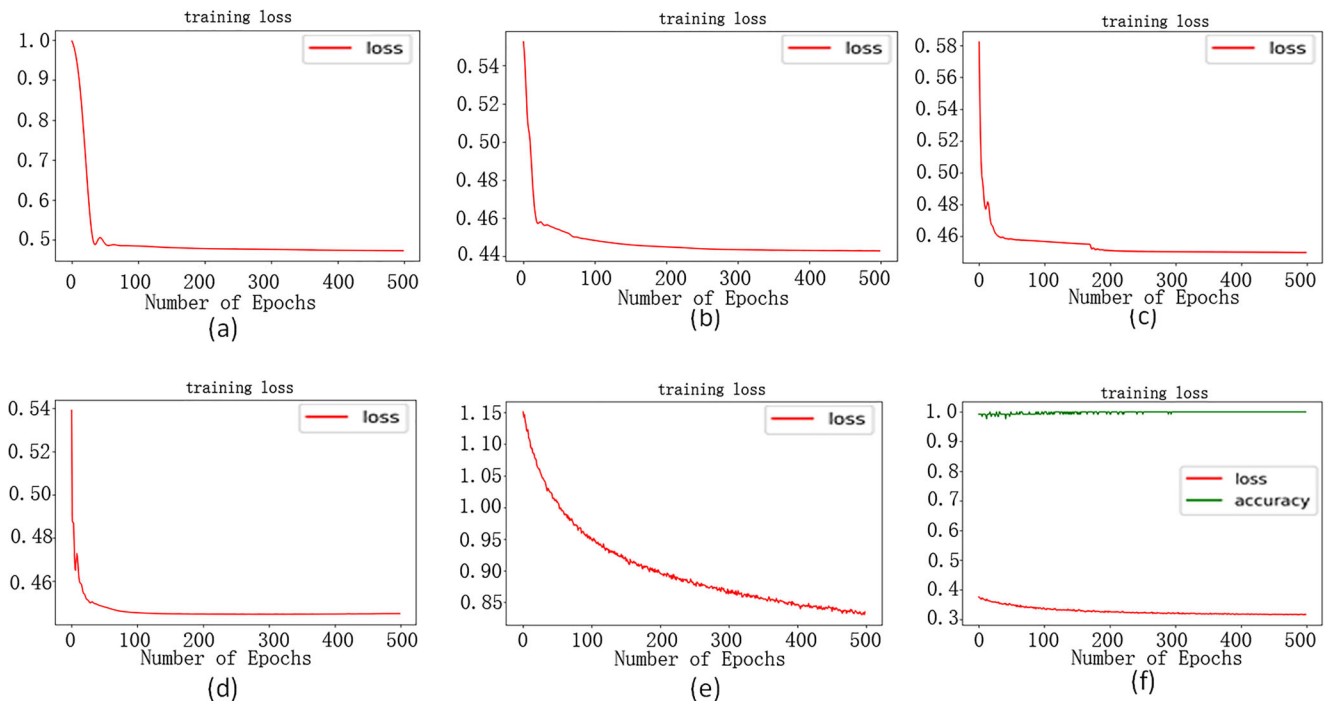 training loss
loss
1.0
0.9
0.8
0.7
0.6
0.5
0 100 200 300 400 500
Number of Epochs
(a)
training loss
loss
0.54
0.52
0.50
0.48
0.46
0.44
0 100 200 300 400 500
Number of Epochs
(b)
training loss
loss
0.58
0.56
0.54
0.52
0.50
0.48
0.46
0 100 200 300 400 500
Number of Epochs
(c)
training loss
loss
0.54
0.52
0.50
0.48
0.46
0 100 200 300 400 500
Number of Epochs
(d)
training loss
loss
1.15
1.10
1.05
1.00
0.95
0.90
0.85
0 100 200 300 400 500
Number of Epochs
(e)
training loss
1.0
0.9
0.8
0.7
0.6
0.5
0.4
0.3
loss
accuracy
0 100 200 300 400 500
Number of Epochs
(f)